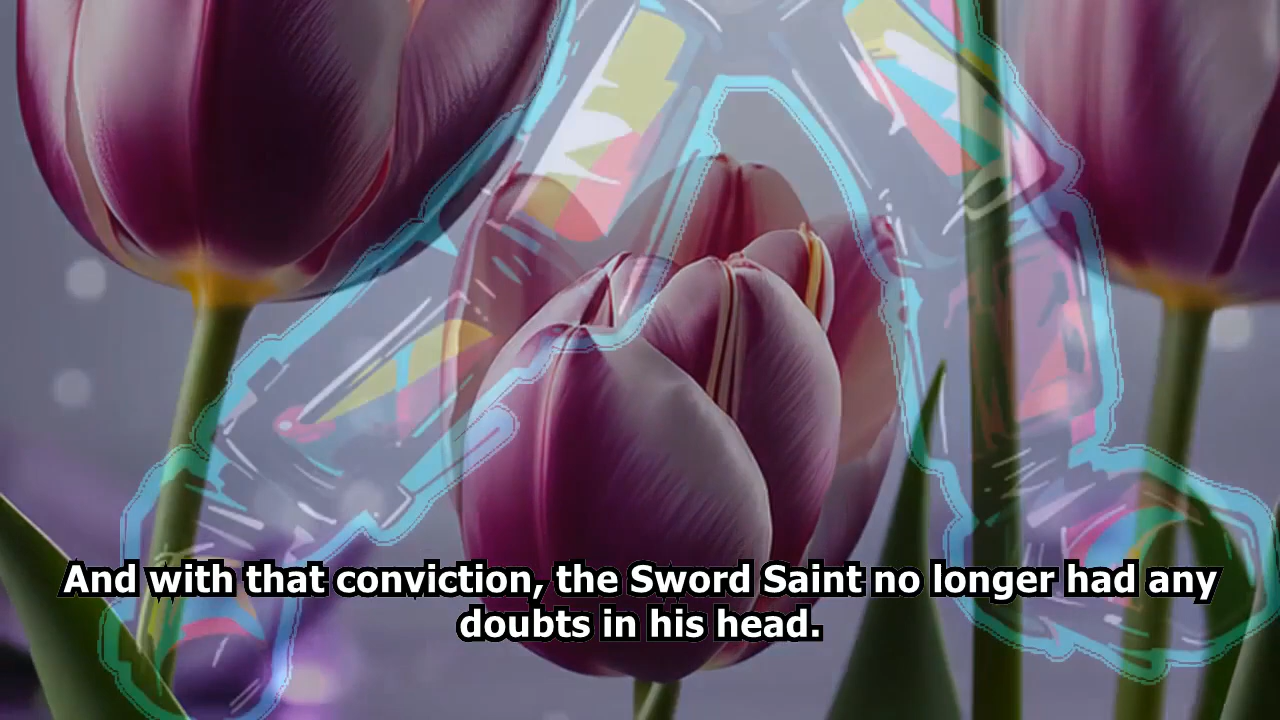 And with that conviction, the Sword Saint no longer had any
doubts in his head.